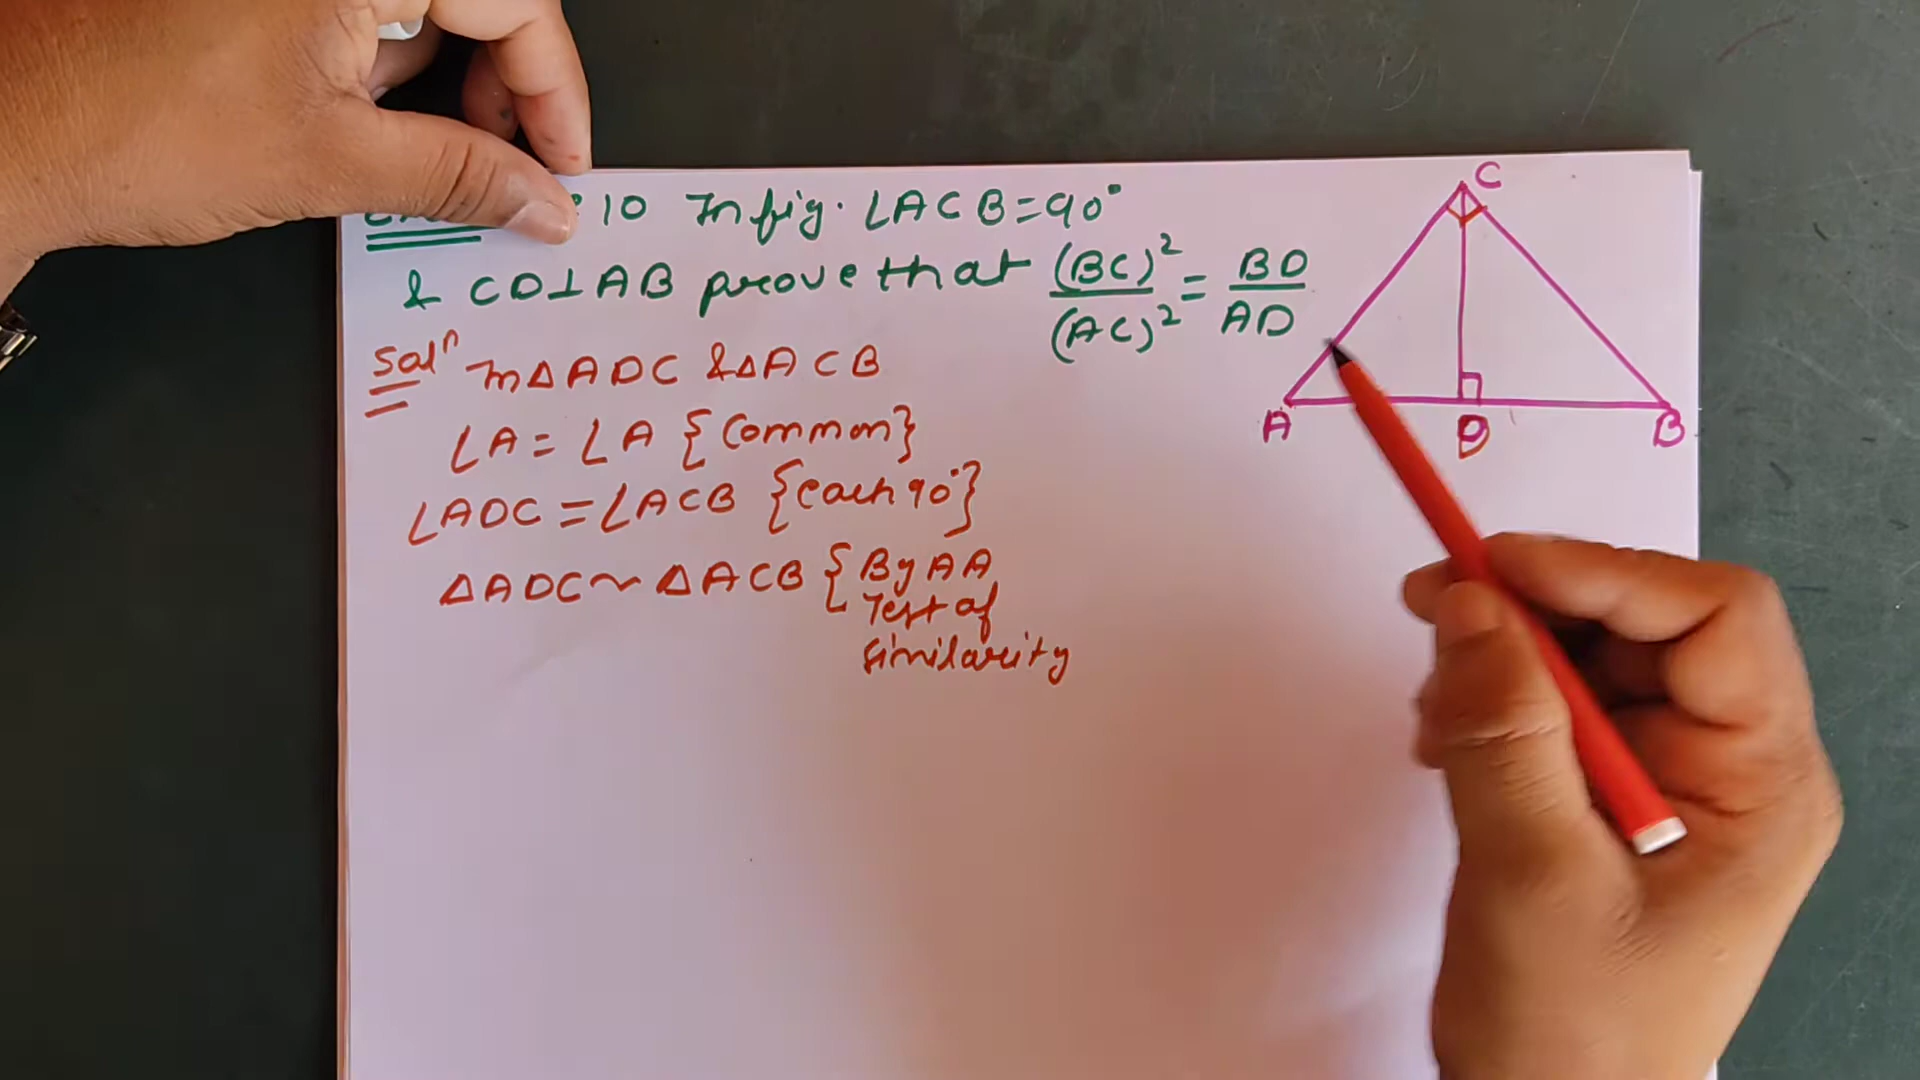 10 In fig. ∠ACB=90°
& CD⊥AB prove that (BC)²/(AC)² = BD/AD
Solⁿ In △ADC & △ACB
∠A = ∠A {Common}
∠ADC = ∠ACB {each 90°}
△ADC ~ △ACB {By AA
Test of
Similarity
C
A
D
B